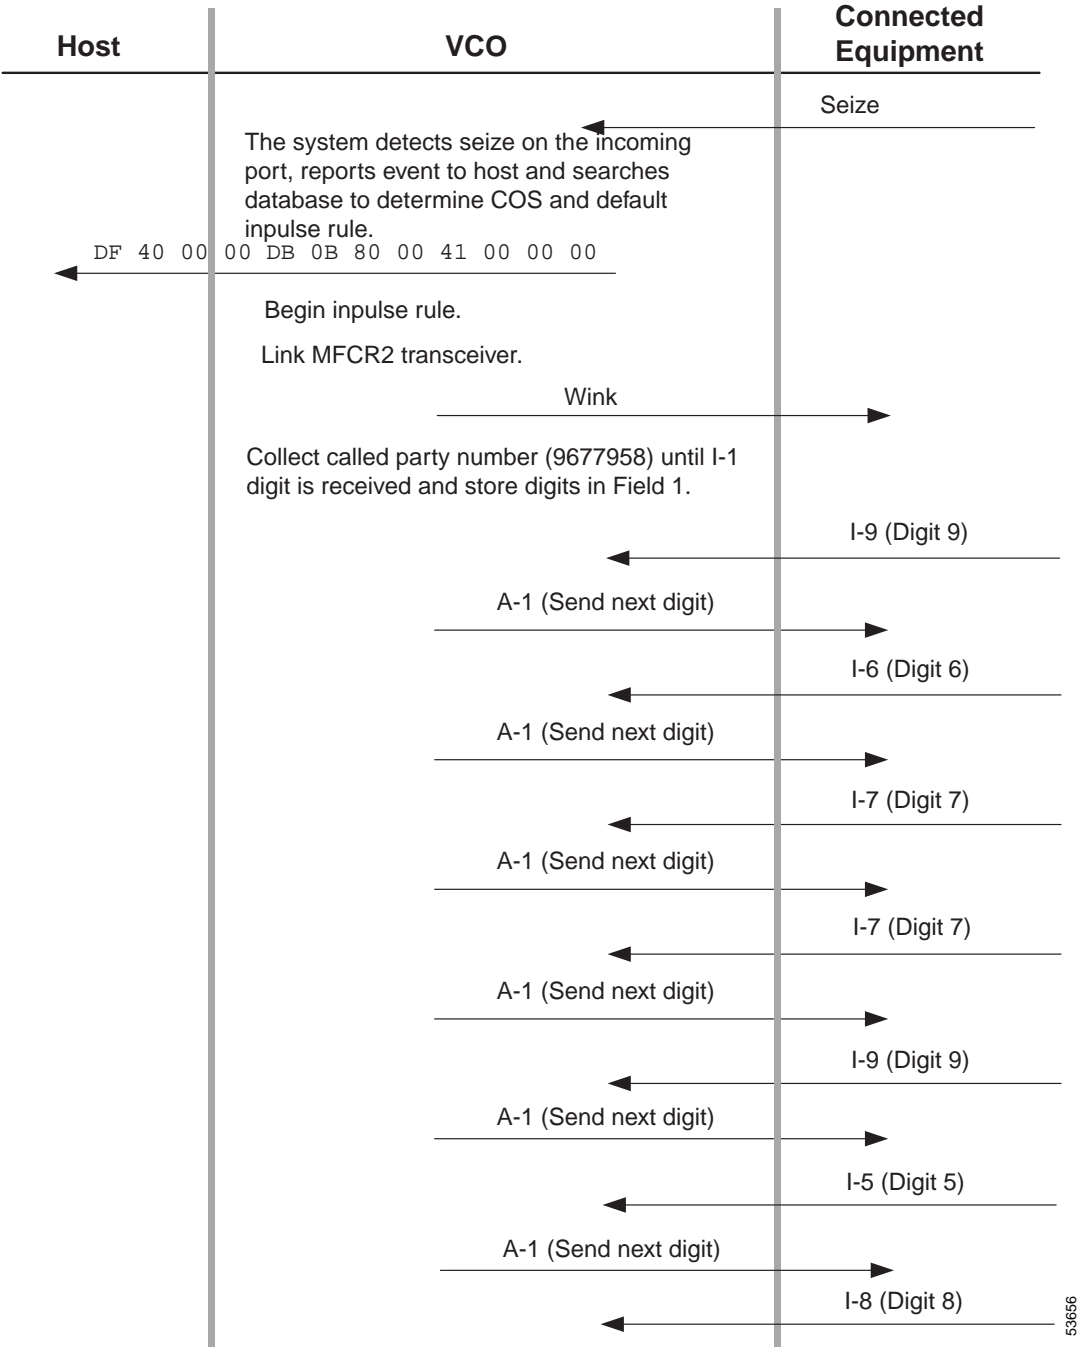 Host
VCO
Connected
Equipment
Seize
The system detects seize on the incoming
port, reports event to host and searches
database to determine COS and default
inpulse rule.
DF 40 00 00 DB 0B 80 00 41 00 00 00
Begin inpulse rule.
Link MFCR2 transceiver.
Wink
Collect called party number (9677958) until I-1
digit is received and store digits in Field 1.
I-9 (Digit 9)
A-1 (Send next digit)
I-6 (Digit 6)
A-1 (Send next digit)
I-7 (Digit 7)
A-1 (Send next digit)
I-7 (Digit 7)
A-1 (Send next digit)
I-9 (Digit 9)
A-1 (Send next digit)
I-5 (Digit 5)
A-1 (Send next digit)
I-8 (Digit 8)
53656